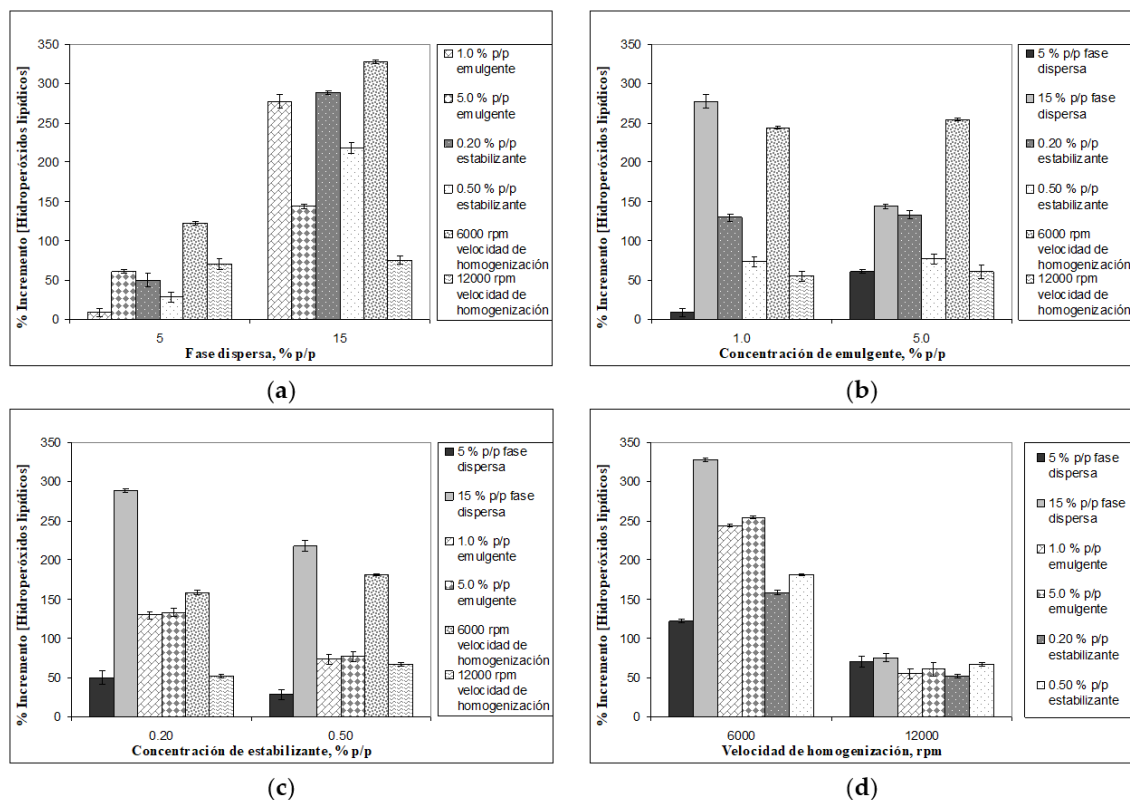 % Incremento [Hidroperóxidos lipídicos]
350
300
250
200
150
100
50
0
5
15
Fase dispersa, % p/p
1.0 % p/p
emulgente
5.0 % p/p
emulgente
0.20 % p/p
estabilizante
0.50 % p/p
estabilizante
6000 rpm
velocidad de
homogenización
12000 rpm
velocidad de
homogenización
(a)
% Incremento [Hidroperóxidos lipídicos]
350
300
250
200
150
100
50
0
1.0
5.0
Concentración de emulgente, % p/p
5 % p/p fase
dispersa
15 % p/p fase
dispersa
0.20 % p/p
estabilizante
0.50 % p/p
estabilizante
6000 rpm
velocidad de
homogenización
12000 rpm
velocidad de
homogenización
(b)
% Incremento [Hidroperóxidos lipídicos]
350
300
250
200
150
100
50
0
0.20
0.50
Concentración de estabilizante, % p/p
5 % p/p fase
dispersa
15 % p/p fase
dispersa
1.0 % p/p
emulgente
5.0 % p/p
emulgente
6000 rpm
velocidad de
homogenización
12000 rpm
velocidad de
homogenización
(c)
% Incremento [Hidroperóxidos lipídicos]
350
300
250
200
150
100
50
0
6000
12000
Velocidad de homogenización, rpm
5 % p/p fase
dispersa
15 % p/p fase
dispersa
1.0 % p/p
emulgente
5.0 % p/p
emulgente
0.20 % p/p
estabilizante
0.50 % p/p
estabilizante
(d)